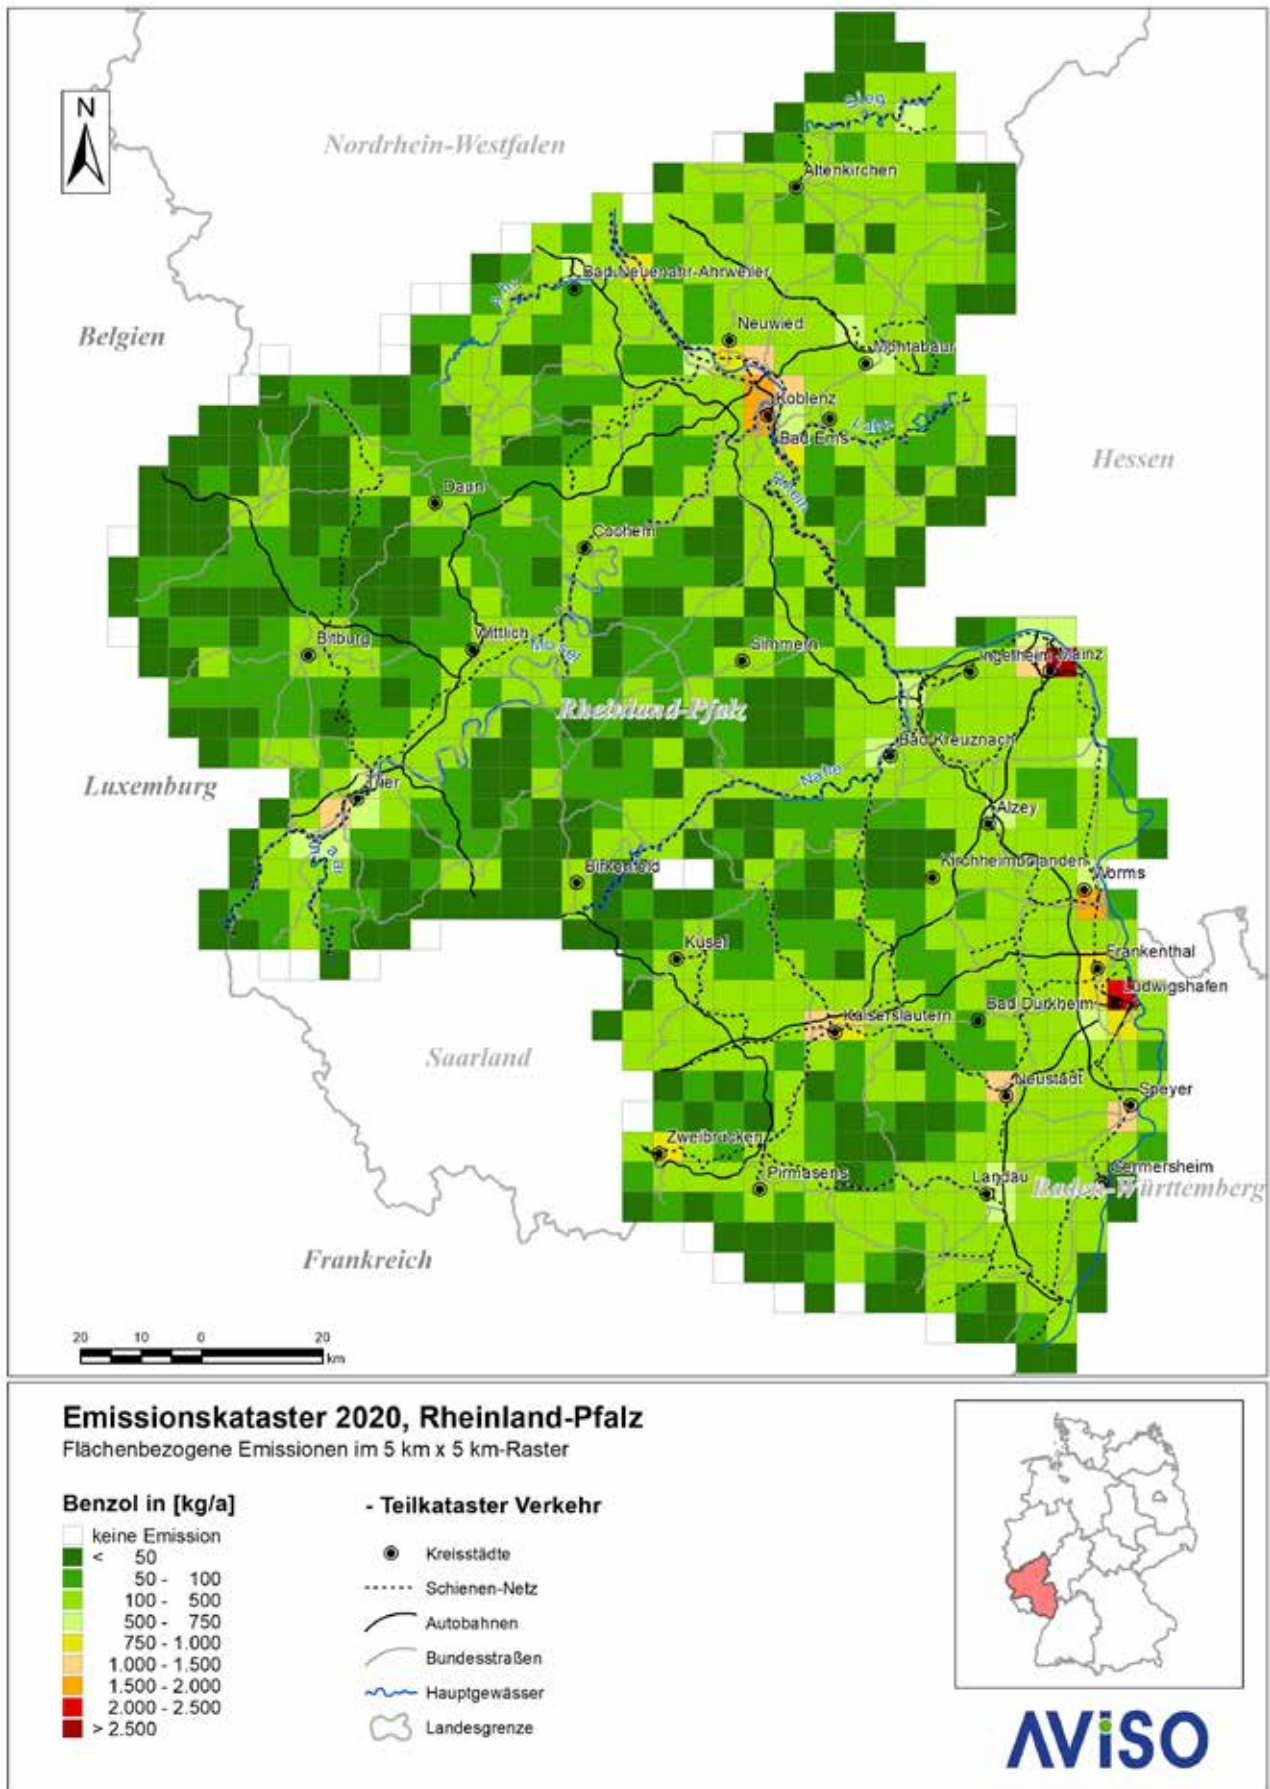 N
Nordrhein-Westfalen
Sieg
Altenkirchen
Bad Neuenahr-Ahrweiler
Ahr
Belgien
Neuwied
Montabaur
Koblenz
Bad Ems
Lahn
Hessen
Daun
Rhein
Cochem
Bitburg
Wittlich
Mosel
Simmern
Ingelheim
Mainz
Rheinland-Pfalz
Bad Kreuznach
Luxemburg
Trier
Nahe
Alzey
Saar
Birkenfeld
Kirchheimbolanden
Worms
Kusel
Frankenthal
Ludwigshafen
Bad Dürkheim
Kaiserslautern
Saarland
Neustadt
Speyer
Zweibrücken
Pirmasens
Landau
Germersheim
Baden-Württemberg
Frankreich
20 10 0 20
km
Emissionskataster 2020, Rheinland-Pfalz
Flächenbezogene Emissionen im 5 km x 5 km-Raster
Benzol in [kg/a]
keine Emission
< 50
50 - 100
100 - 500
500 - 750
750 - 1.000
1.000 - 1.500
1.500 - 2.000
2.000 - 2.500
> 2.500
- Teilkataster Verkehr
Kreisstädte
Schienen-Netz
Autobahnen
Bundesstraßen
Hauptgewässer
Landesgrenze
AViSO